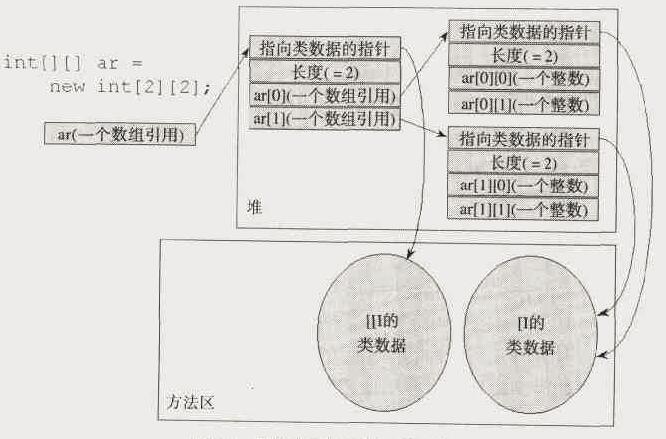 int[][] ar =
new int[2][2];
ar(一个数组引用)
指向类数据的指针
长度(=2)
ar[0](一个数组引用)
ar[1](一个数组引用)
指向类数据的指针
长度(=2)
ar[0][0](一个整数)
ar[0][1](一个整数)
指向类数据的指针
长度(=2)
ar[1][0](一个整数)
ar[1][1](一个整数)
堆
[[I的
类数据
[I的
类数据
方法区